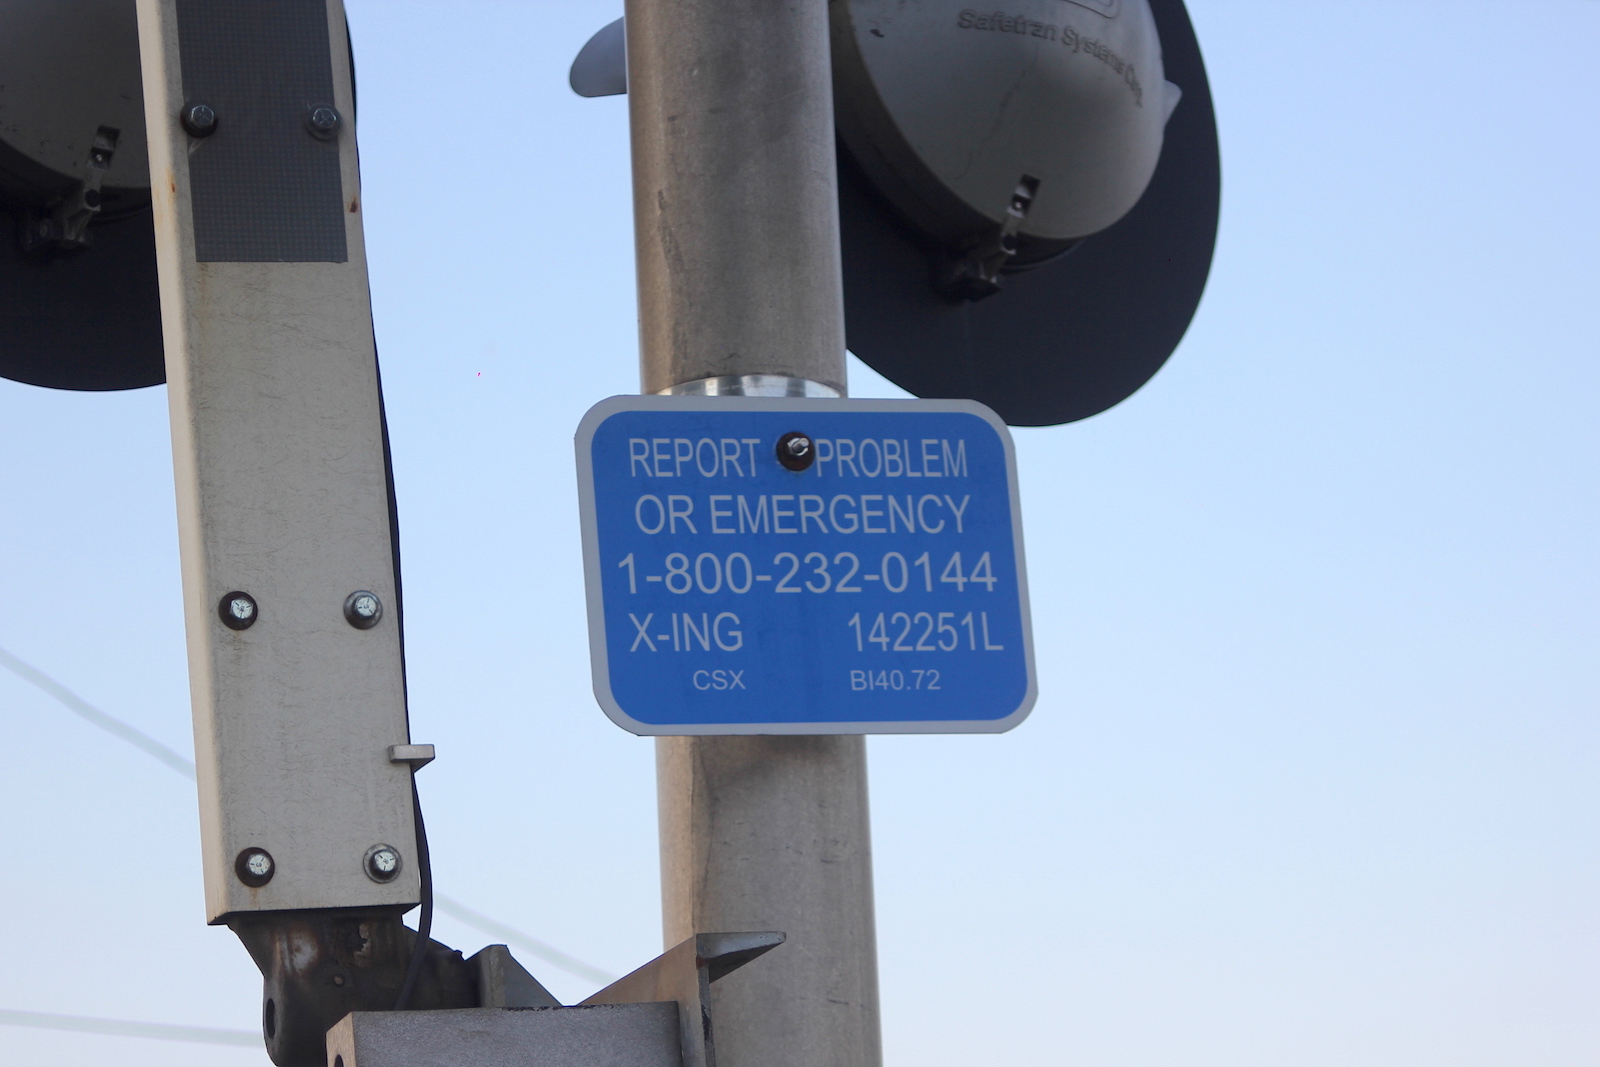 Safetran Systems Corp.
REPORT PROBLEM
OR EMERGENCY
1-800-232-0144
X-ING 142251L
CSX BI40.72